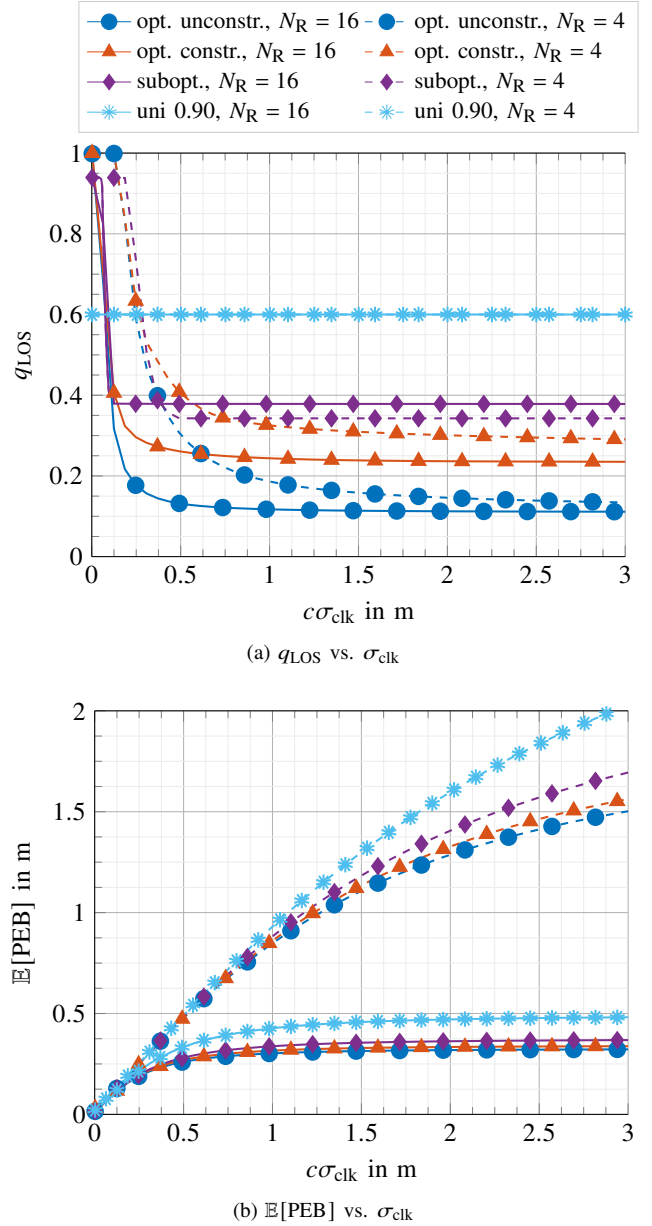 opt. unconstr., N_R = 16 opt. unconstr., N_R = 4
opt. constr., N_R = 16 opt. constr., N_R = 4
subopt., N_R = 16 subopt., N_R = 4
uni 0.90, N_R = 16 uni 0.90, N_R = 4
1
0.8
0.6
0.4
0.2
0
q_LOS
0 0.5 1 1.5 2 2.5 3
cσ_clk in m
(a) q_LOS vs. σ_clk
2
1.5
1
0.5
0
𝔼[PEB] in m
0 0.5 1 1.5 2 2.5 3
cσ_clk in m
(b) 𝔼[PEB] vs. σ_clk